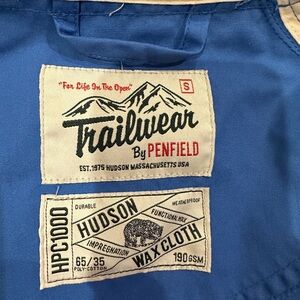 "For Life In The Open"
S
Trailwear
By PENFIELD
EST. 1975 HUDSON MASSACHUSETTS USA
HPC1000
DURABLE
WEATHERPROOF
HUDSON
FUNCTIONAL WAX
IMPREGNATION
WAX CLOTH
65/35
POLY-COTTON
190 GSM